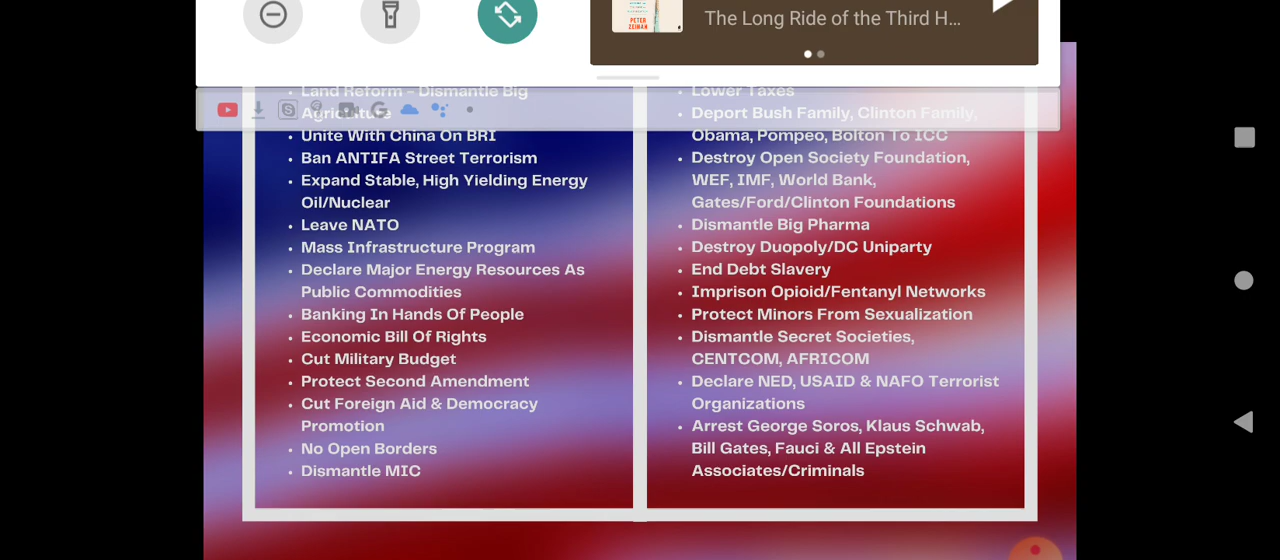 PETER
ZEIHAN
The Long Ride of the Third H...
Land Reform - Dismantle Big
Agriculture
• Unite With China On BRI
• Ban ANTIFA Street Terrorism
• Expand Stable, High Yielding Energy
Oil/Nuclear
• Leave NATO
• Mass Infrastructure Program
• Declare Major Energy Resources As
Public Commodities
• Banking In Hands Of People
• Economic Bill Of Rights
• Cut Military Budget
• Protect Second Amendment
• Cut Foreign Aid & Democracy
Promotion
• No Open Borders
• Dismantle MIC
Lower Taxes
• Deport Bush Family, Clinton Family,
Obama, Pompeo, Bolton To ICC
• Destroy Open Society Foundation,
WEF, IMF, World Bank,
Gates/Ford/Clinton Foundations
• Dismantle Big Pharma
• Destroy Duopoly/DC Uniparty
• End Debt Slavery
• Imprison Opioid/Fentanyl Networks
• Protect Minors From Sexualization
• Dismantle Secret Societies,
CENTCOM, AFRICOM
• Declare NED, USAID & NAFO Terrorist
Organizations
• Arrest George Soros, Klaus Schwab,
Bill Gates, Fauci & All Epstein
Associates/Criminals